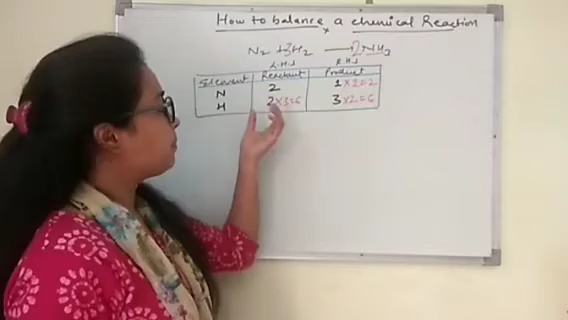 How to balance a chemical Reaction
N2 + 3H2 → 2NH3
L.H.S R.H.S
Element Reactant Product
N 2 1×2=2
H 2×3=6 3×2=6